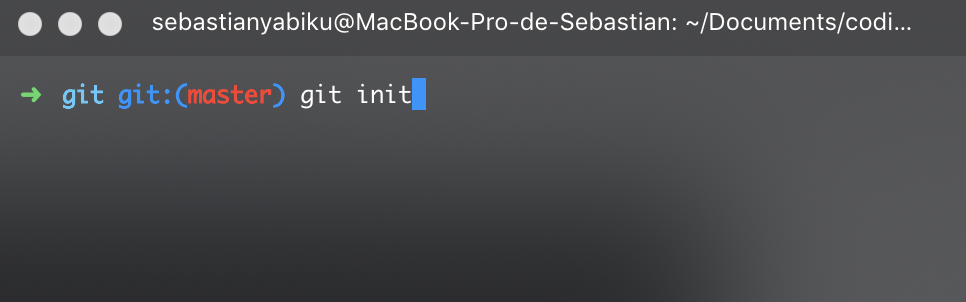 sebastianyabiku@MacBook-Pro-de-Sebastian: ~/Documents/codi...
➜ git git:(master) git init